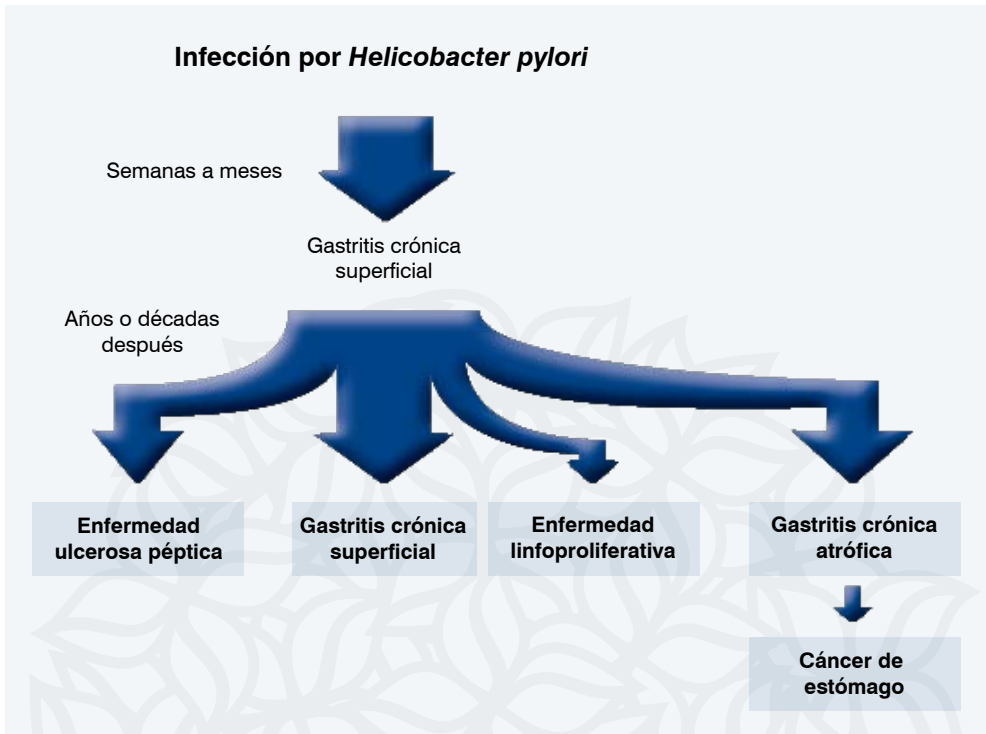 Infección por Helicobacter pylori
Semanas a meses
Gastritis crónica
superficial
Años o décadas
después
Enfermedad
ulcerosa péptica
Gastritis crónica
superficial
Enfermedad
linfoproliferativa
Gastritis crónica
atrófica
Cáncer de
estómago